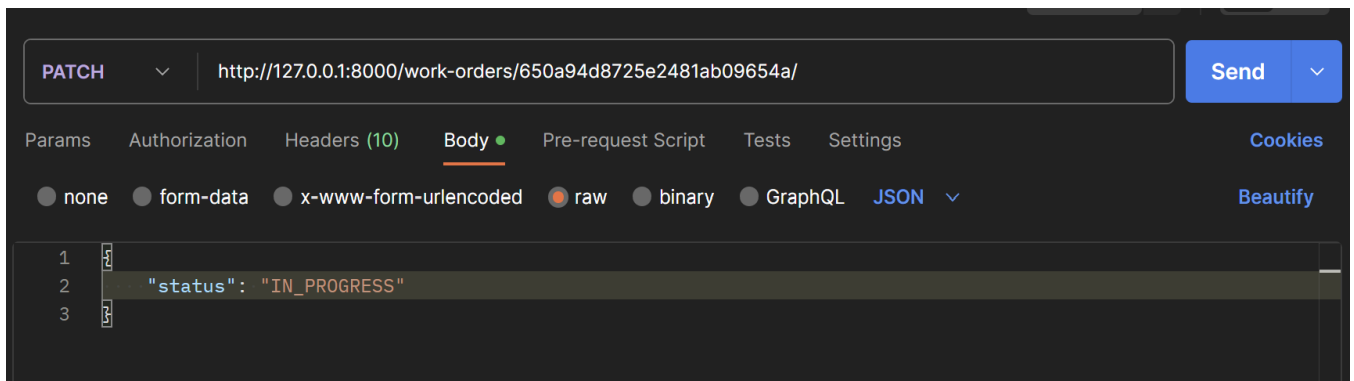 PATCH http://127.0.0.1:8000/work-orders/650a94d8725e2481ab09654a/ Send
Params Authorization Headers (10) Body Pre-request Script Tests Settings Cookies
none form-data x-www-form-urlencoded raw binary GraphQL JSON Beautify
1 {
2 "status": "IN_PROGRESS"
3 }